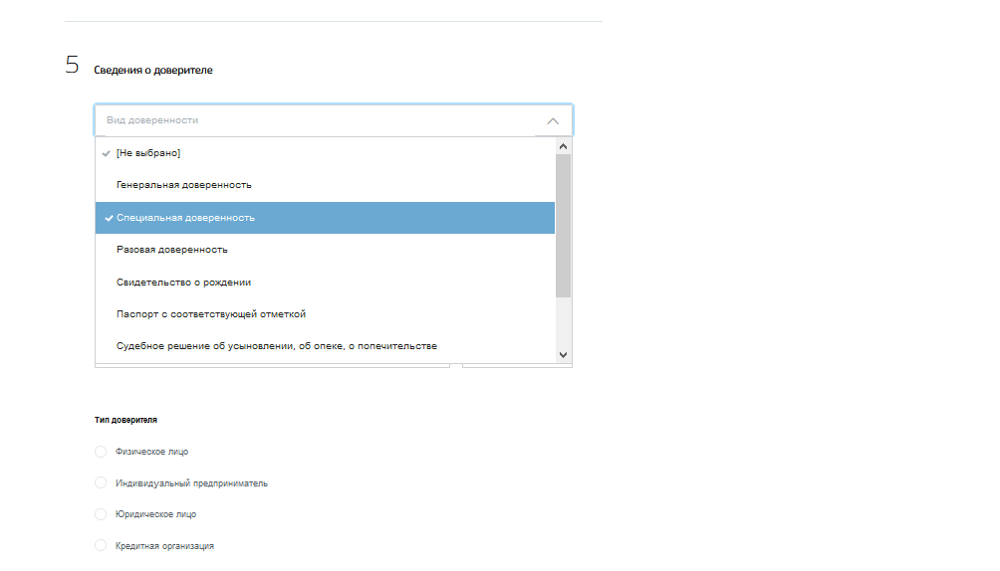 5 Сведения о доверителе
Вид доверенности
[Не выбрано]
Генеральная доверенность
Специальная доверенность
Разовая доверенность
Свидетельство о рождении
Паспорт с соответствующей отметкой
Судебное решение об усыновлении, об опеке, о попечительстве
Тип доверителя
Физическое лицо
Индивидуальный предприниматель
Юридическое лицо
Кредитная организация